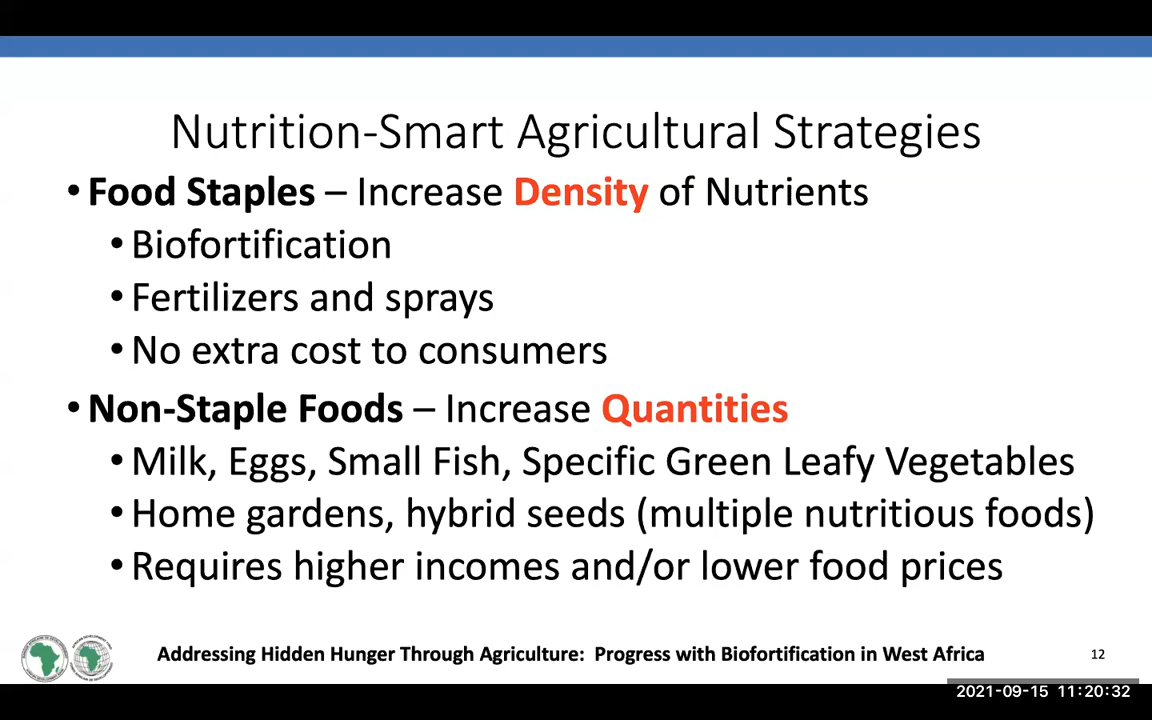 Nutrition-Smart Agricultural Strategies
• Food Staples – Increase Density of Nutrients
• Biofortification
• Fertilizers and sprays
• No extra cost to consumers
• Non-Staple Foods – Increase Quantities
• Milk, Eggs, Small Fish, Specific Green Leafy Vegetables
• Home gardens, hybrid seeds (multiple nutritious foods)
• Requires higher incomes and/or lower food prices
Addressing Hidden Hunger Through Agriculture: Progress with Biofortification in West Africa
12
2021-09-15 11:20:32